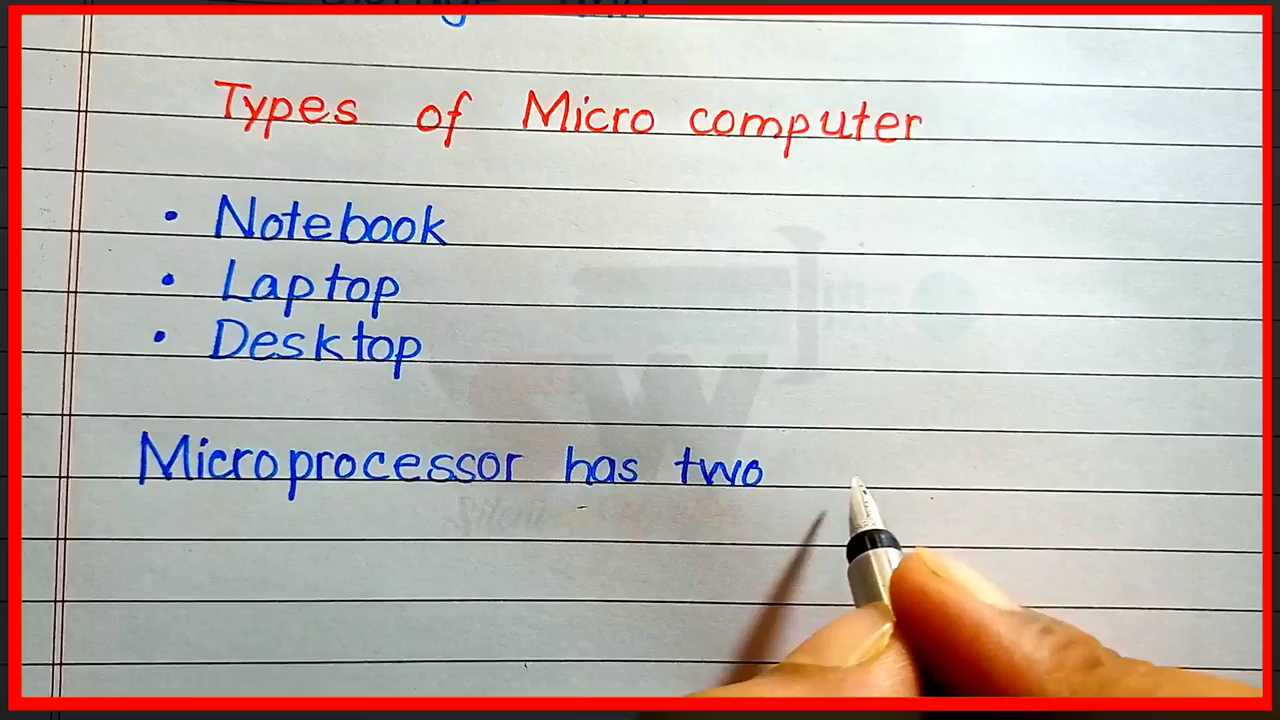 Types of Micro computer
• Notebook
• Laptop
• Desktop
Microprocessor has two